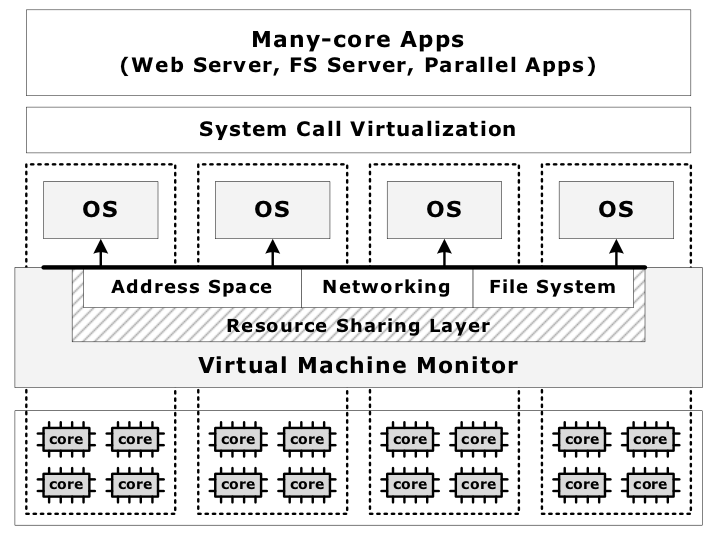 Many-core Apps
(Web Server, FS Server, Parallel Apps)
System Call Virtualization
OS OS OS OS
Address Space Networking File System
Resource Sharing Layer
Virtual Machine Monitor
core core core core core core core core
core core core core core core core core